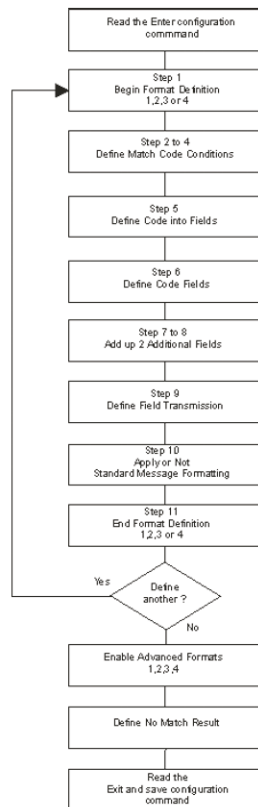 Read the Enter configuration
commmand
Step 1
Begin Format Definition
1,2,3 or 4
Step 2 to 4
Define Match Code Conditions
Step 5
Define Code into Fields
Step 6
Define Code Fields
Step 7 to 8
Add up 2 Additional Fields
Step 9
Define Field Transmission
Step 10
Apply or Not
Standard Message Formatting
Step 11
End Format Definition
1,2,3 or 4
Yes
Define
another ?
No
Enable Advanced Formats
1,2,3,4
Define No Match Result
Read the
Exit and save configuration
command